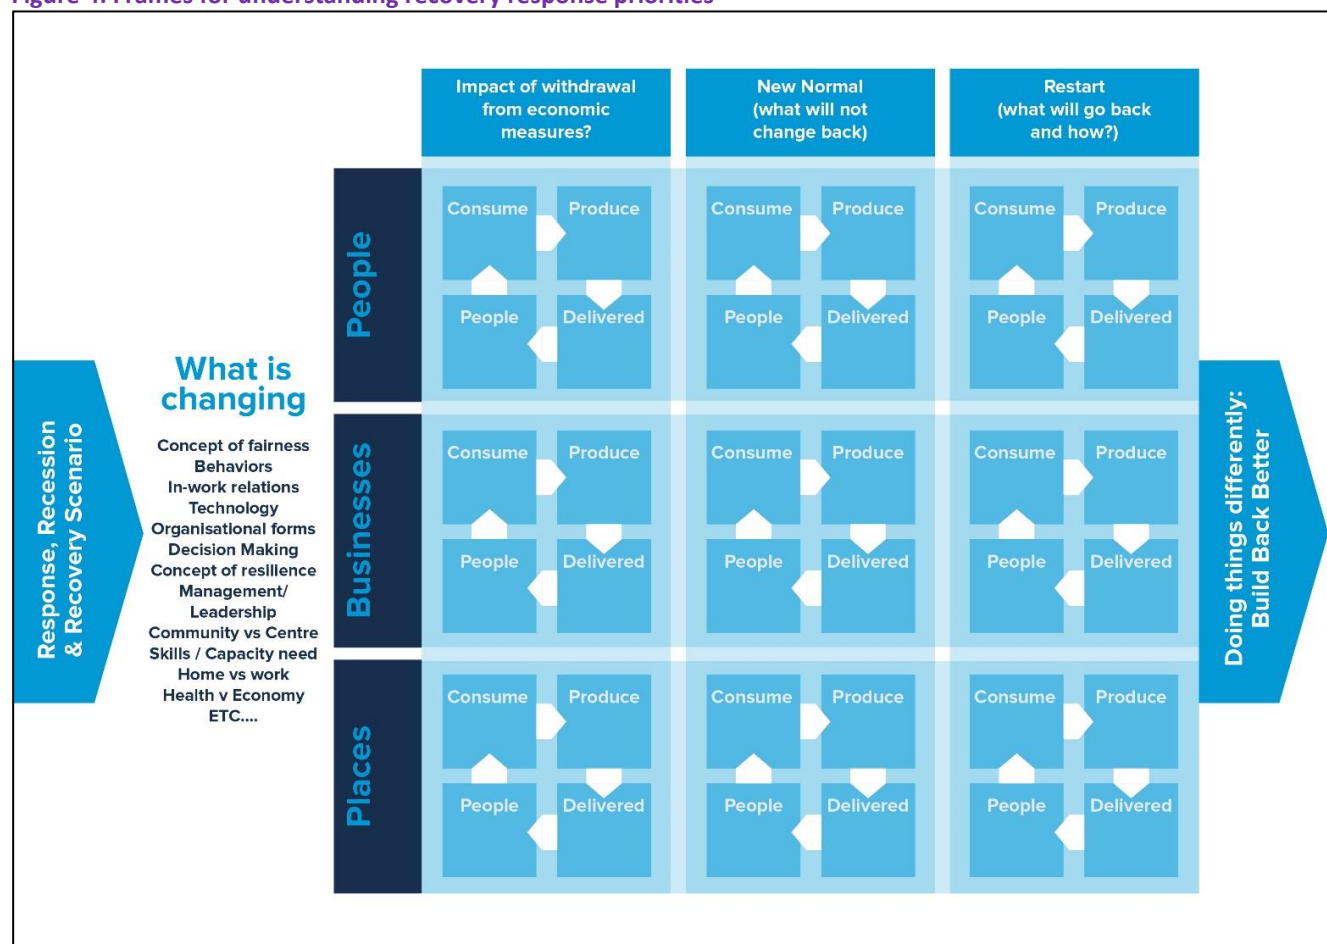 Figure 4: Frames for understanding recovery response priorities
Impact of withdrawal
from economic
measures?
New Normal
(what will not
change back)
Restart
(what will go back
and how?)
Response, Recession
& Recovery Scenario
What is
changing
Concept of fairness
Behaviors
In-work relations
Technology
Organisational forms
Decision Making
Concept of resilience
Management/
Leadership
Community vs Centre
Skills / Capacity need
Home vs work
Health v Economy
ETC....
People
Consume Produce
People Delivered
Consume Produce
People Delivered
Consume Produce
People Delivered
Businesses
Consume Produce
People Delivered
Consume Produce
People Delivered
Consume Produce
People Delivered
Places
Consume Produce
People Delivered
Consume Produce
People Delivered
Consume Produce
People Delivered
Doing things differently:
Build Back Better